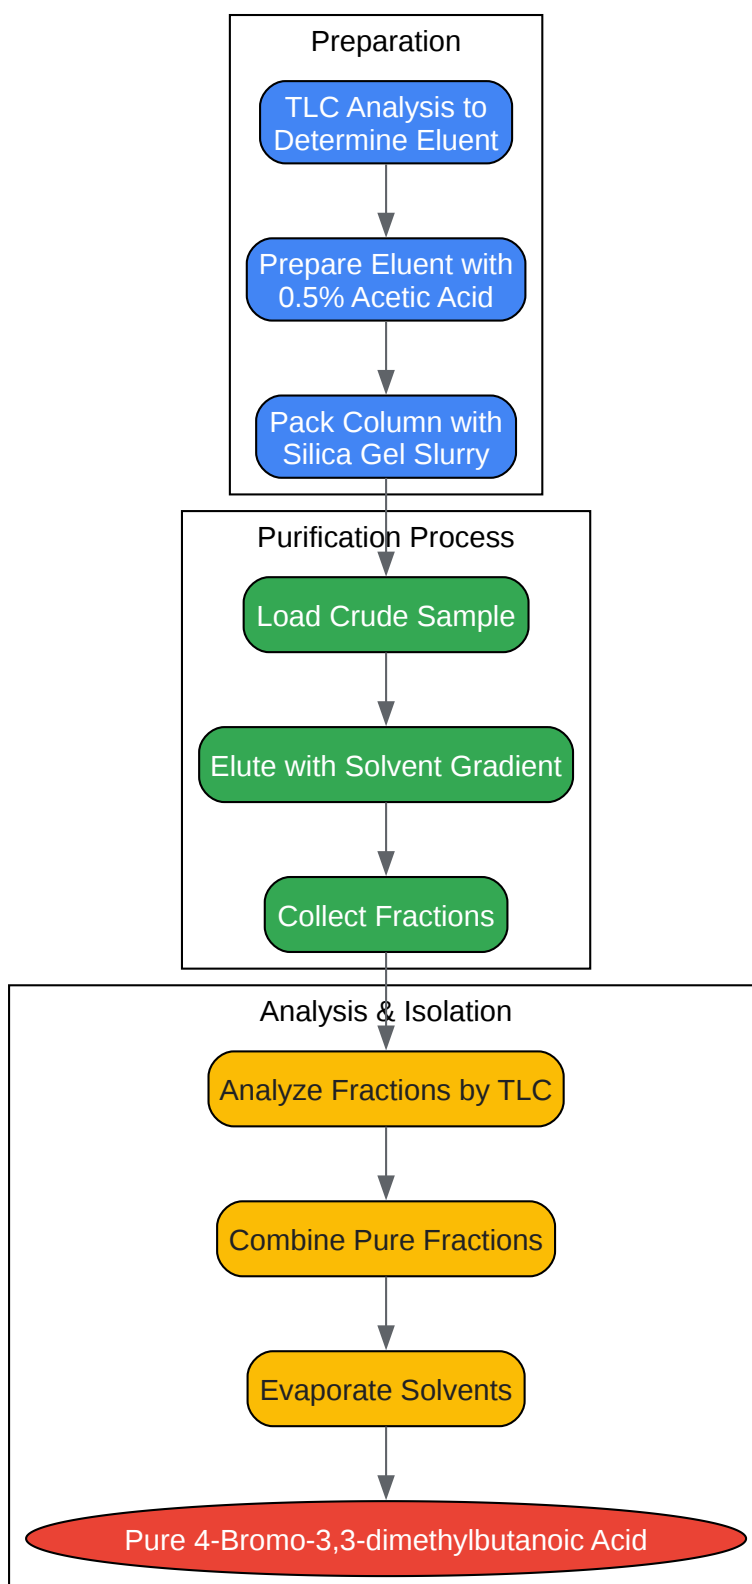 Preparation
TLC Analysis to
Determine Eluent
Prepare Eluent with
0.5% Acetic Acid
Pack Column with
Silica Gel Slurry
Purification Process
Load Crude Sample
Elute with Solvent Gradient
Collect Fractions
Analysis & Isolation
Analyze Fractions by TLC
Combine Pure Fractions
Evaporate Solvents
Pure 4-Bromo-3,3-dimethylbutanoic Acid